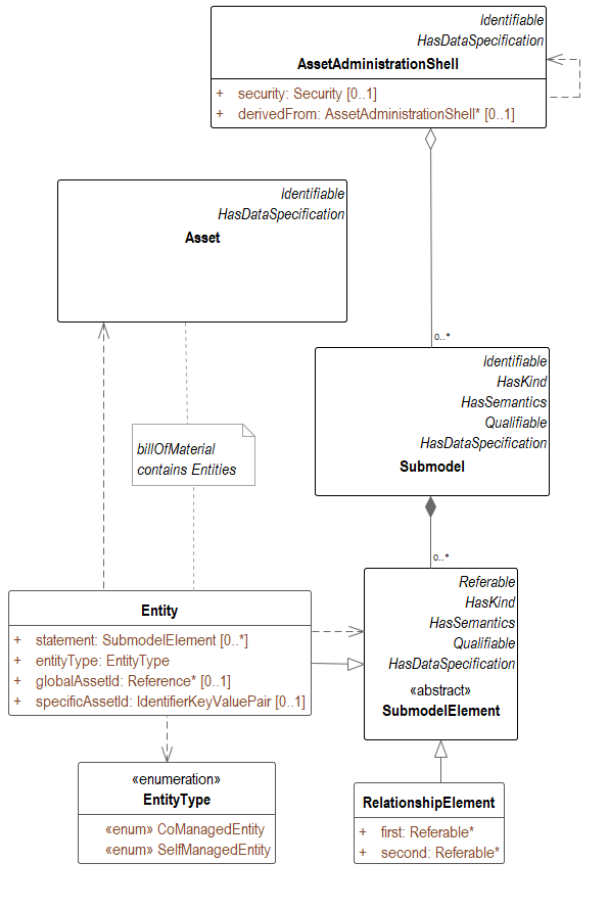 Identifiable
HasDataSpecification
AssetAdministrationShell
+ security: Security [0..1]
+ derivedFrom: AssetAdministrationShell* [0..1]
Identifiable
HasDataSpecification
Asset
0..*
Identifiable
HasKind
HasSemantics
Qualifiable
HasDataSpecification
Submodel
billOfMaterial
contains Entities
0..*
Referable
HasKind
HasSemantics
Qualifiable
HasDataSpecification
«abstract»
SubmodelElement
Entity
+ statement: SubmodelElement [0..*]
+ entityType: EntityType
+ globalAssetId: Reference* [0..1]
+ specificAssetId: IdentifierKeyValuePair [0..1]
«enumeration»
EntityType
«enum» CoManagedEntity
«enum» SelfManagedEntity
RelationshipElement
+ first: Referable*
+ second: Referable*